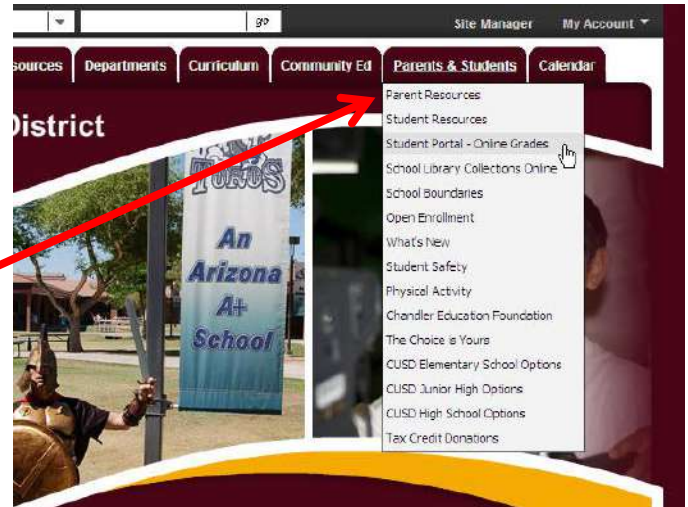 go
Site Manager My Account
sources Departments Curriculum Community Ed Parents & Students Calendar
District
Parent Resources
Student Resources
Student Portal - Online Grades
School Library Collections Online
School Boundaries
Open Enrollment
What's New
Student Safety
Physical Activity
Chandler Education Foundation
The Choice is Yours
CUSD Elementary School Options
CUSD Junior High Options
CUSD High School Options
Tax Credit Donations
TOROS
An
Arizona
A+
School